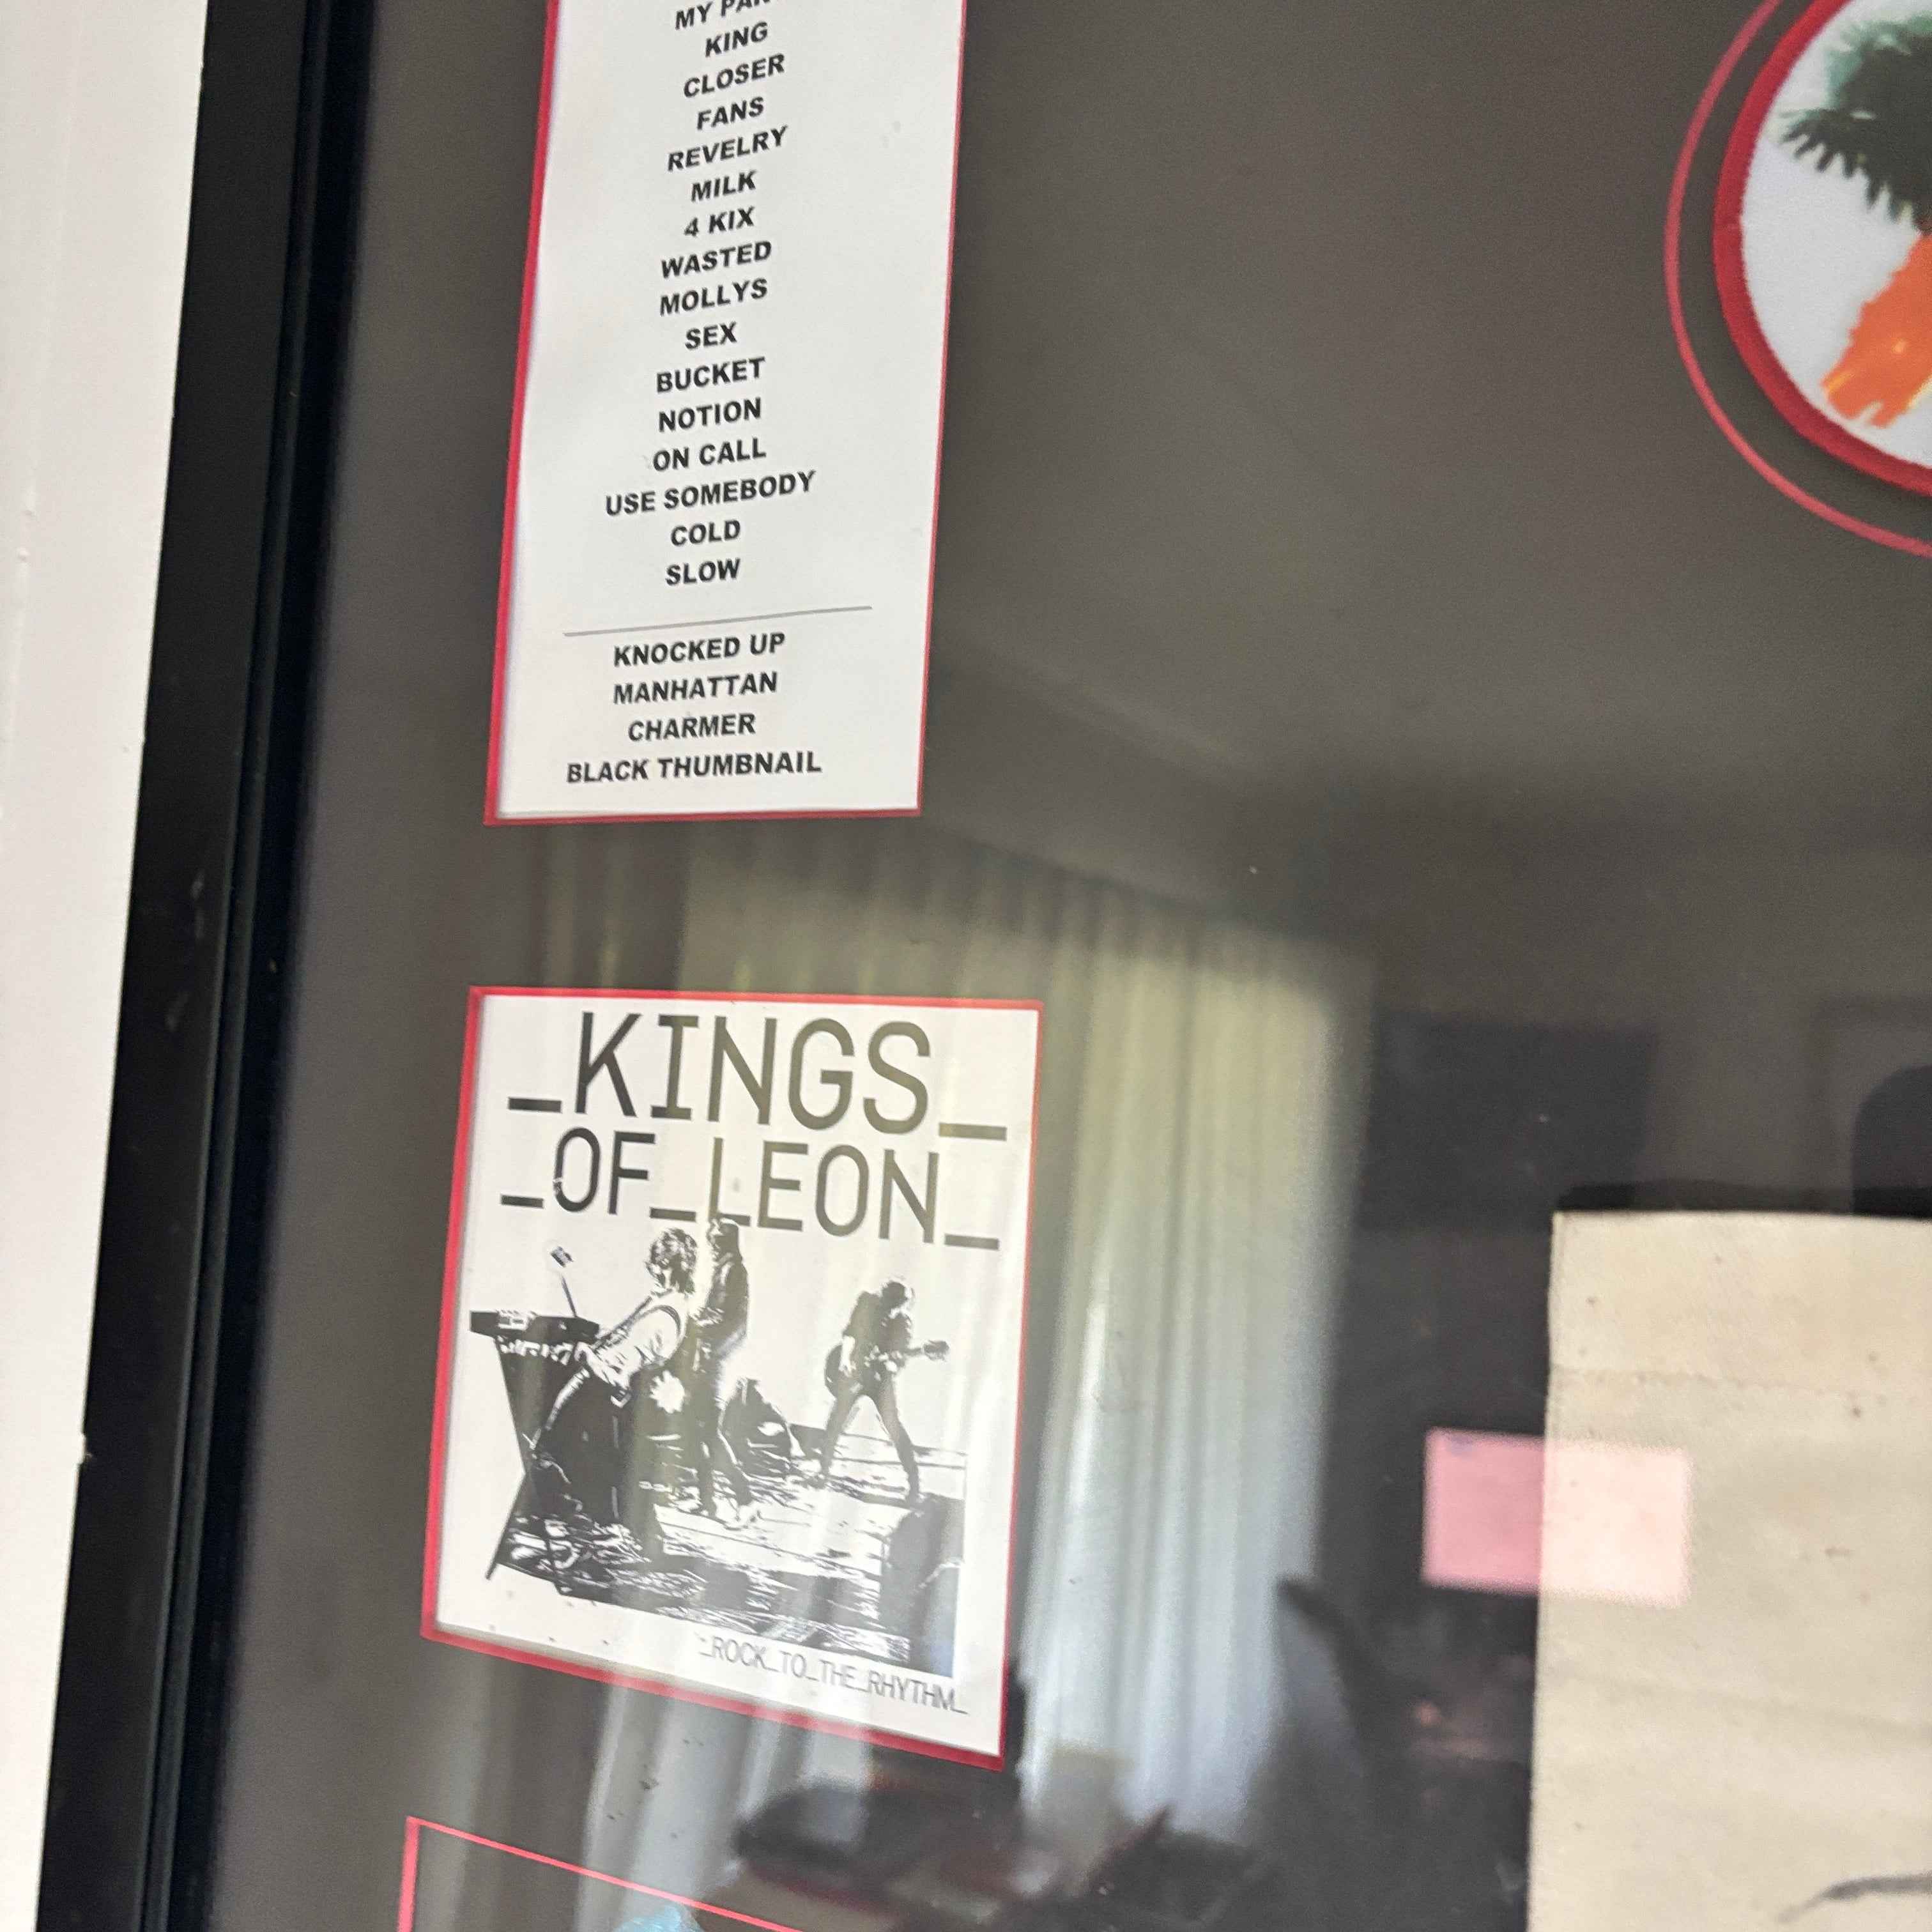 MY
KING
CLOSER
FANS
REVELRY
MILK
4 KIX
WASTED
MOLLYS
SEX
BUCKET
NOTION
ON CALL
USE SOMEBODY
COLD
SLOW
KNOCKED UP
MANHATTAN
CHARMER
BLACK THUMBNAIL
_KINGS_
_OF_LEON_
_ROCK_TO_THE_RHYTHM_